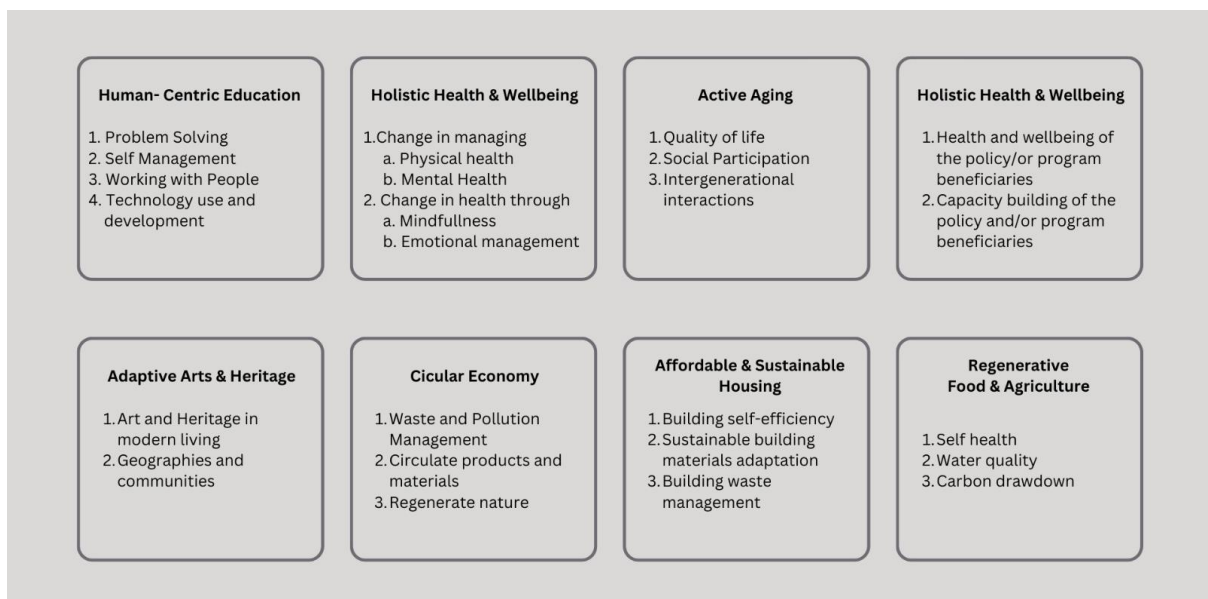 Human- Centric Education
1. Problem Solving
2. Self Management
3. Working with People
4. Technology use and
development
Holistic Health & Wellbeing
1.Change in managing
a. Physical health
b. Mental Health
2. Change in health through
a. Mindfullness
b. Emotional management
Active Aging
1. Quality of life
2. Social Participation
3. Intergenerational
interactions
Holistic Health & Wellbeing
1. Health and wellbeing of
the policy/or program
beneficiaries
2. Capacity building of the
policy and/or program
beneficiaries
Adaptive Arts & Heritage
1. Art and Heritage in
modern living
2. Geographies and
communities
Cicular Economy
1. Waste and Pollution
Management
2. Circulate products and
materials
3. Regenerate nature
Affordable & Sustainable
Housing
1. Building self-efficiency
2. Sustainable building
materials adaptation
3. Building waste
management
Regenerative
Food & Agriculture
1. Self health
2. Water quality
3. Carbon drawdown